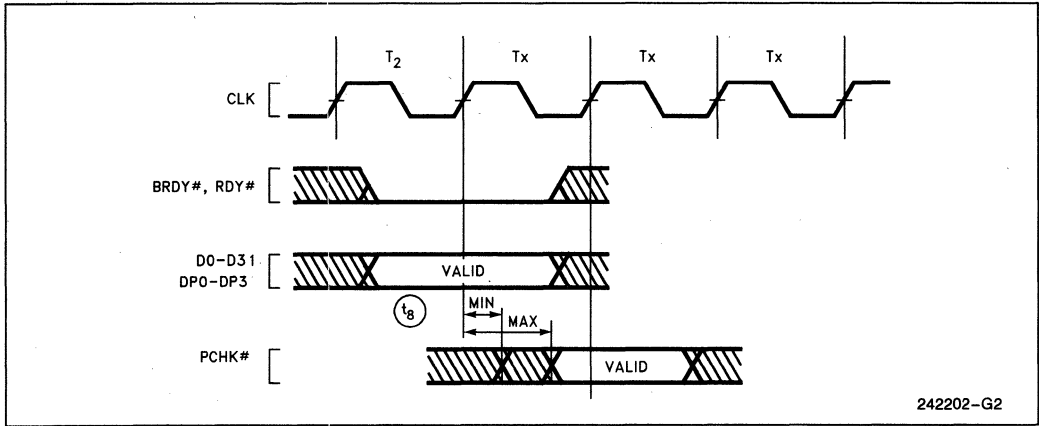 T2 Tx Tx Tx
CLK
BRDY#, RDY#
D0-D31
DP0-DP3
VALID
t8
MIN
MAX
PCHK#
VALID
242202-G2